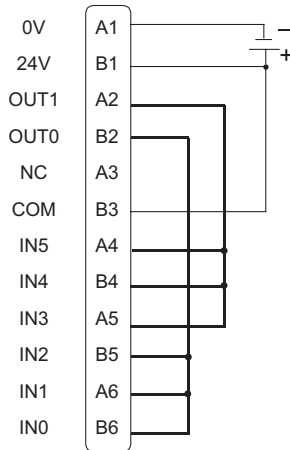 0V A1 −
24V B1 +
OUT1 A2
OUT0 B2
NC A3
COM B3
IN5 A4
IN4 B4
IN3 A5
IN2 B5
IN1 A6
IN0 B6